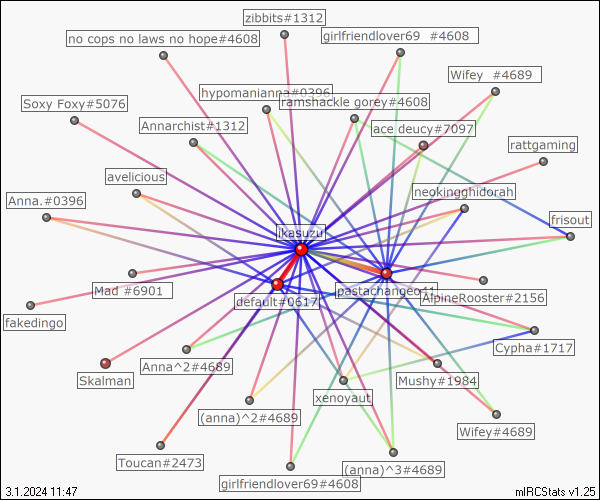 zibbits#1312
no cops no laws no hope#4608
girlfriendlover69 #4608
Wifey #4689
hypomanianna#0396
ramshackle gorey#4608
Soxy Foxy#5076
Annarchist#1312
ace deucy#7097
rattgaming
avelicious
neokingghidorah
Anna.#0396
frisout
ikasuzu
Mad #6901
default#0617
pastachangeo41
AlpineRooster#2156
fakedingo
Cypha#1717
Anna^2#4689
Skalman
Mushy#1984
xenoyaut
(anna)^2#4689
Wifey#4689
Toucan#2473
(anna)^3#4689
girlfriendlover69#4608
3.1.2024 11:47
mIRCStats v1.25